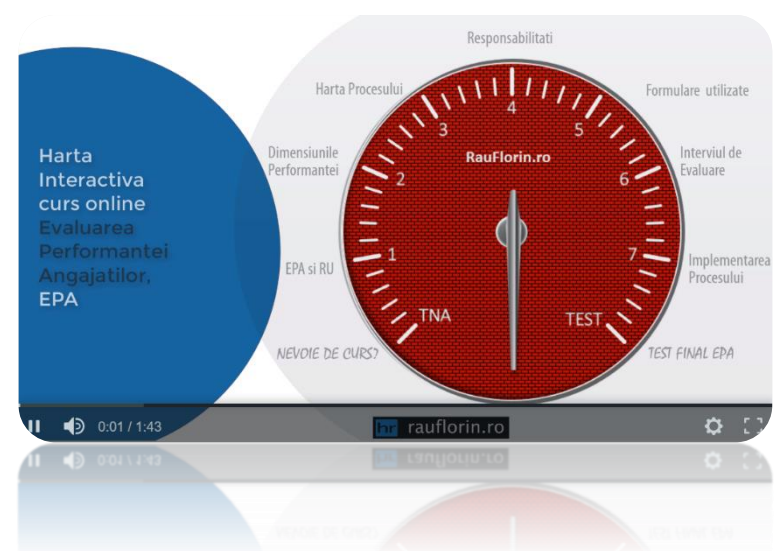 Responsabilitati
Harta Procesului
Formulare utilizate
4
3
5
Harta
Interactiva
curs online
Evaluarea
Performantei
Angajatilor,
EPA
Dimensiunile
Performantei
RauFlorin.ro
Interviul de
Evaluare
2
6
EPA si RU
1
7
Implementarea
Procesului
TNA
TEST
NEVOIE DE CURS?
TEST FINAL EPA
0:01 / 1:43
hr rauflorin.ro